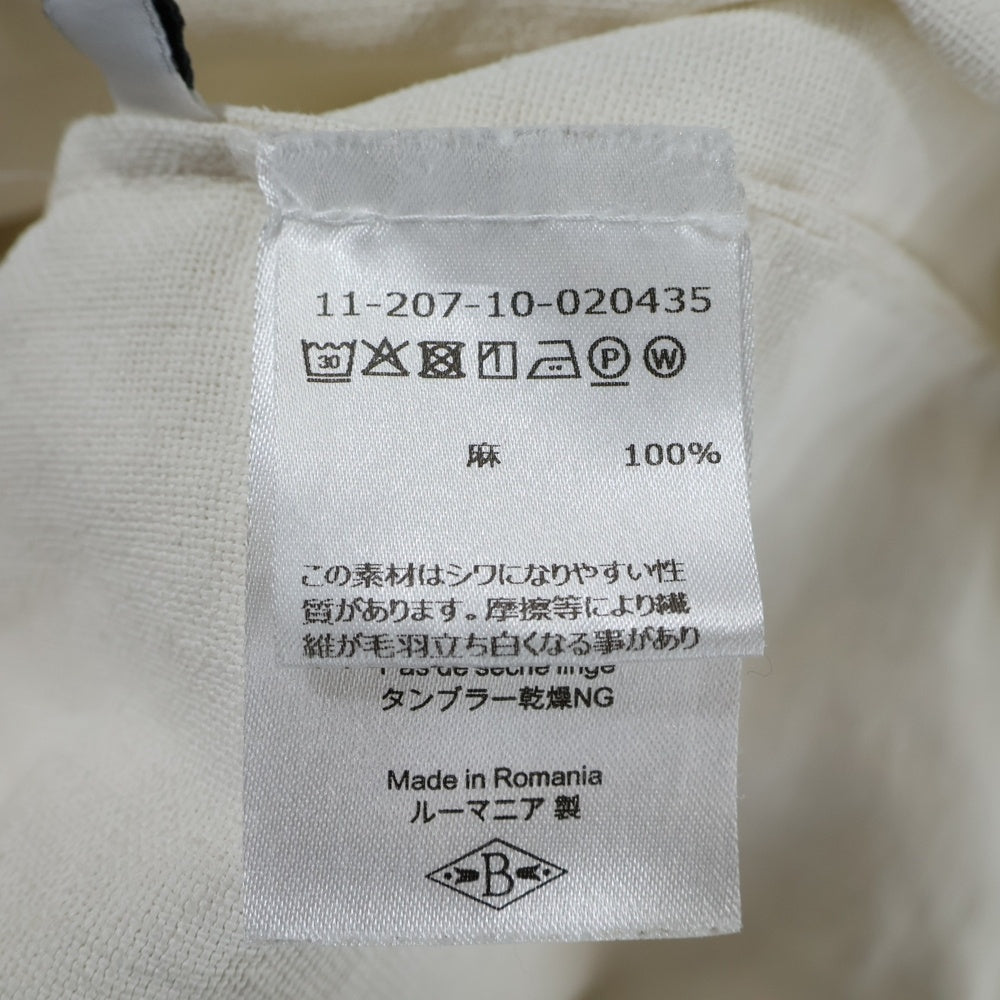 11-207-10-020435
30 P W
麻 100%
この素材はシワになりやすい性
質があります。摩擦等により繊
維が毛羽立ち白くなる事があり
Pas de sèche linge
タンブラー乾燥NG
Made in Romania
ルーマニア 製
B